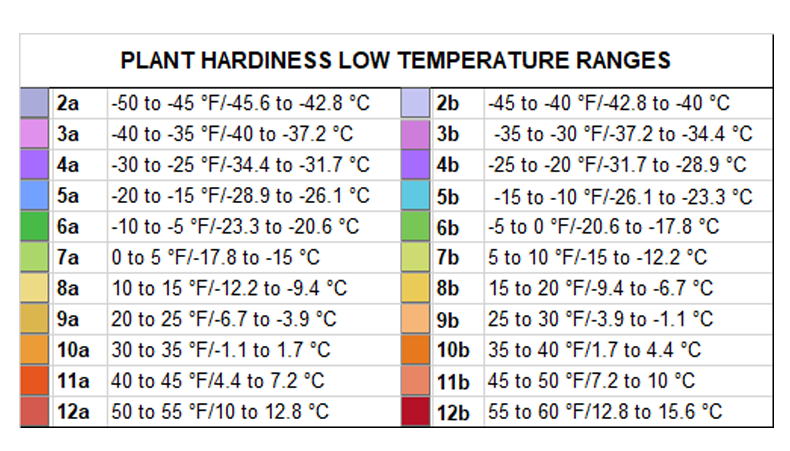 PLANT HARDINESS LOW TEMPERATURE RANGES
2a -50 to -45 °F/-45.6 to -42.8 °C 2b -45 to -40 °F/-42.8 to -40 °C
3a -40 to -35 °F/-40 to -37.2 °C 3b -35 to -30 °F/-37.2 to -34.4 °C
4a -30 to -25 °F/-34.4 to -31.7 °C 4b -25 to -20 °F/-31.7 to -28.9 °C
5a -20 to -15 °F/-28.9 to -26.1 °C 5b -15 to -10 °F/-26.1 to -23.3 °C
6a -10 to -5 °F/-23.3 to -20.6 °C 6b -5 to 0 °F/-20.6 to -17.8 °C
7a 0 to 5 °F/-17.8 to -15 °C 7b 5 to 10 °F/-15 to -12.2 °C
8a 10 to 15 °F/-12.2 to -9.4 °C 8b 15 to 20 °F/-9.4 to -6.7 °C
9a 20 to 25 °F/-6.7 to -3.9 °C 9b 25 to 30 °F/-3.9 to -1.1 °C
10a 30 to 35 °F/-1.1 to 1.7 °C 10b 35 to 40 °F/1.7 to 4.4 °C
11a 40 to 45 °F/4.4 to 7.2 °C 11b 45 to 50 °F/7.2 to 10 °C
12a 50 to 55 °F/10 to 12.8 °C 12b 55 to 60 °F/12.8 to 15.6 °C